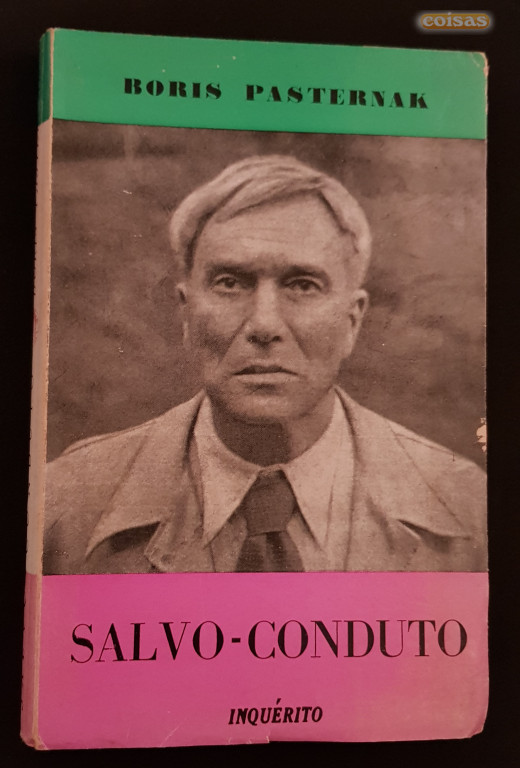 coisas
BORIS PASTERNAK
SALVO-CONDUTO
INQUÉRITO